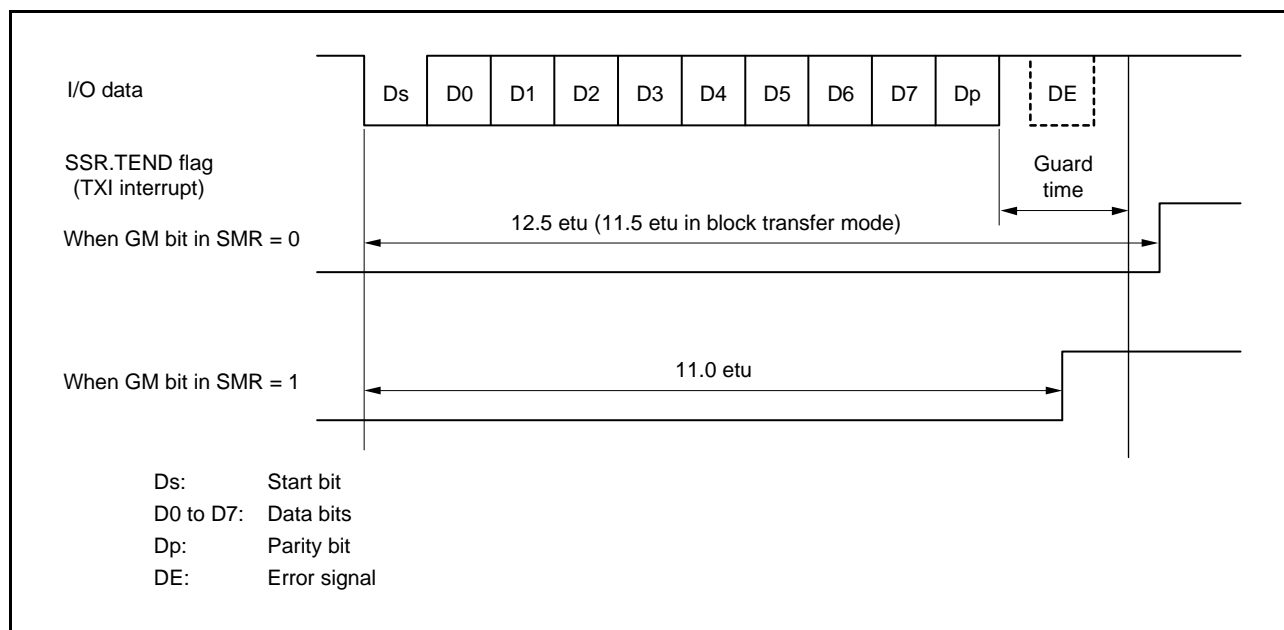 I/O data
Ds D0 D1 D2 D3 D4 D5 D6 D7 Dp DE
SSR.TEND flag
(TXI interrupt)
Guard
time
When GM bit in SMR = 0
12.5 etu (11.5 etu in block transfer mode)
When GM bit in SMR = 1
11.0 etu
Ds: Start bit
D0 to D7: Data bits
Dp: Parity bit
DE: Error signal